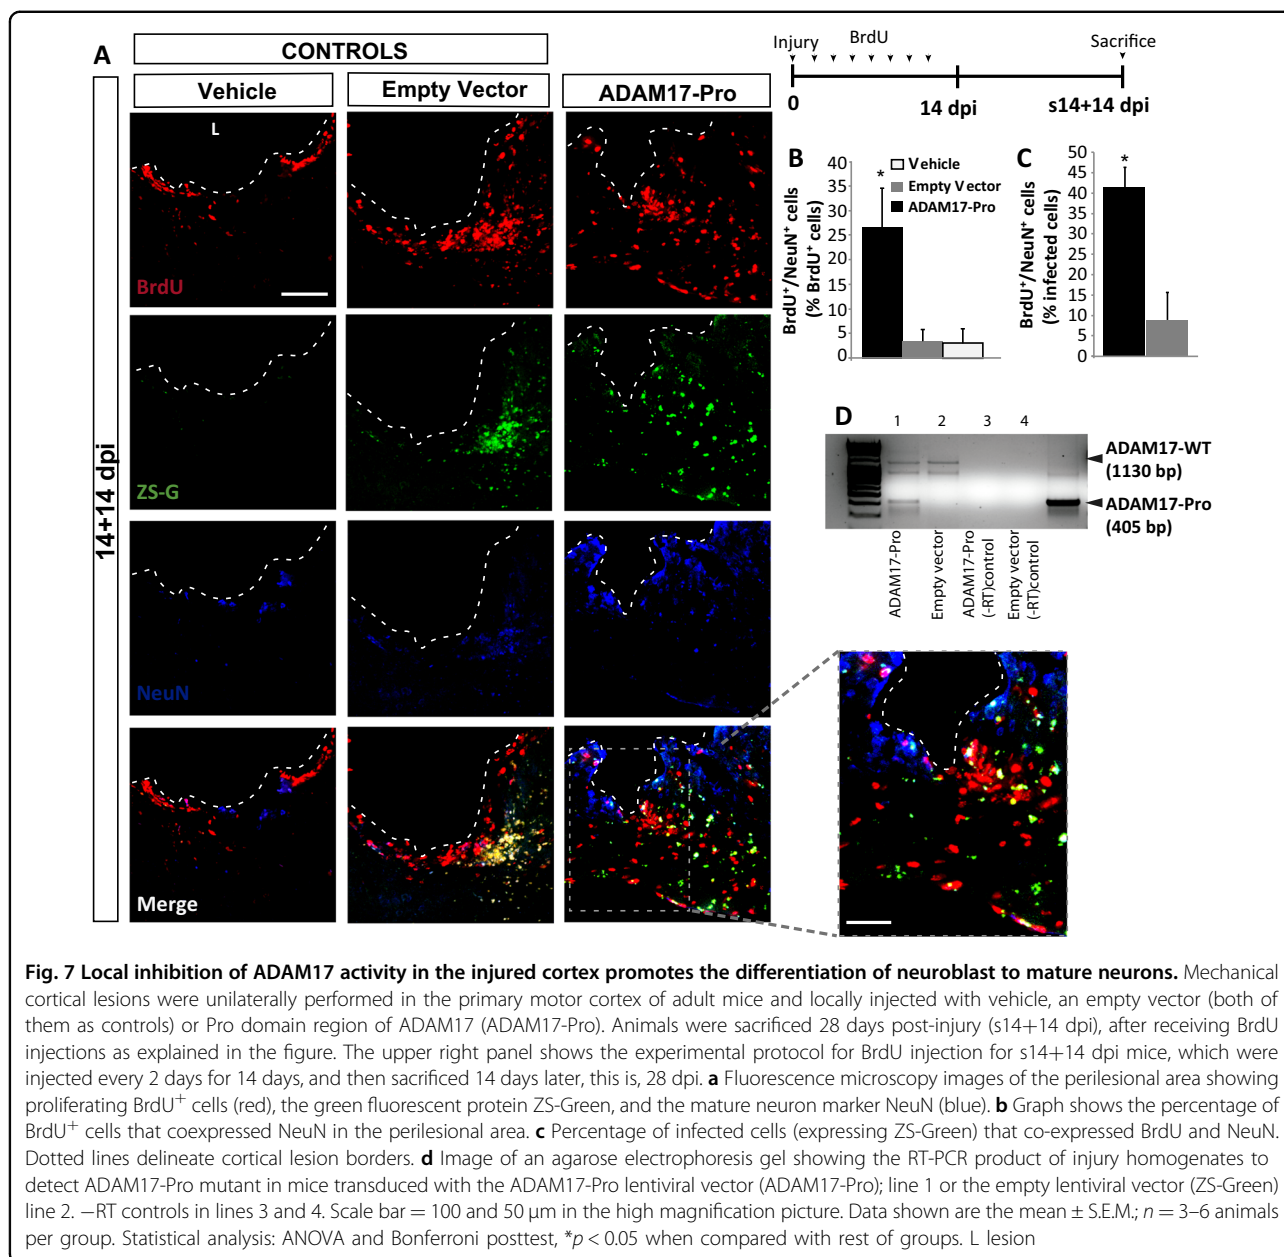 A
CONTROLS
Vehicle
Empty Vector
ADAM17-Pro
14+14 dpi
L
BrdU
ZS-G
NeuN
Merge
Injury
BrdU
Sacrifice
0
14 dpi
s14+14 dpi
B
BrdU⁺/NeuN⁺ cells
(% BrdU⁺ cells)
40
35
30
25
20
15
10
5
0
*
Vehicle
Empty Vector
ADAM17-Pro
C
BrdU⁺/NeuN⁺ cells
(% infected cells)
50
45
40
35
30
25
20
15
10
5
0
*
D
1 2 3 4
ADAM17-WT
(1130 bp)
ADAM17-Pro
(405 bp)
ADAM17-Pro
Empty vector
ADAM17-Pro
(-RT)control
Empty vector
(-RT)control
Fig. 7 Local inhibition of ADAM17 activity in the injured cortex promotes the differentiation of neuroblast to mature neurons. Mechanical
cortical lesions were unilaterally performed in the primary motor cortex of adult mice and locally injected with vehicle, an empty vector (both of
them as controls) or Pro domain region of ADAM17 (ADAM17-Pro). Animals were sacrificed 28 days post-injury (s14+14 dpi), after receiving BrdU
injections as explained in the figure. The upper right panel shows the experimental protocol for BrdU injection for s14+14 dpi mice, which were
injected every 2 days for 14 days, and then sacrificed 14 days later, this is, 28 dpi. a Fluorescence microscopy images of the perilesional area showing
proliferating BrdU⁺ cells (red), the green fluorescent protein ZS-Green, and the mature neuron marker NeuN (blue). b Graph shows the percentage of
BrdU⁺ cells that coexpressed NeuN in the perilesional area. c Percentage of infected cells (expressing ZS-Green) that co-expressed BrdU and NeuN.
Dotted lines delineate cortical lesion borders. d Image of an agarose electrophoresis gel showing the RT-PCR product of injury homogenates to
detect ADAM17-Pro mutant in mice transduced with the ADAM17-Pro lentiviral vector (ADAM17-Pro); line 1 or the empty lentiviral vector (ZS-Green)
line 2. −RT controls in lines 3 and 4. Scale bar = 100 and 50 μm in the high magnification picture. Data shown are the mean ± S.E.M.; n = 3–6 animals
per group. Statistical analysis: ANOVA and Bonferroni posttest, *p < 0.05 when compared with rest of groups. L lesion